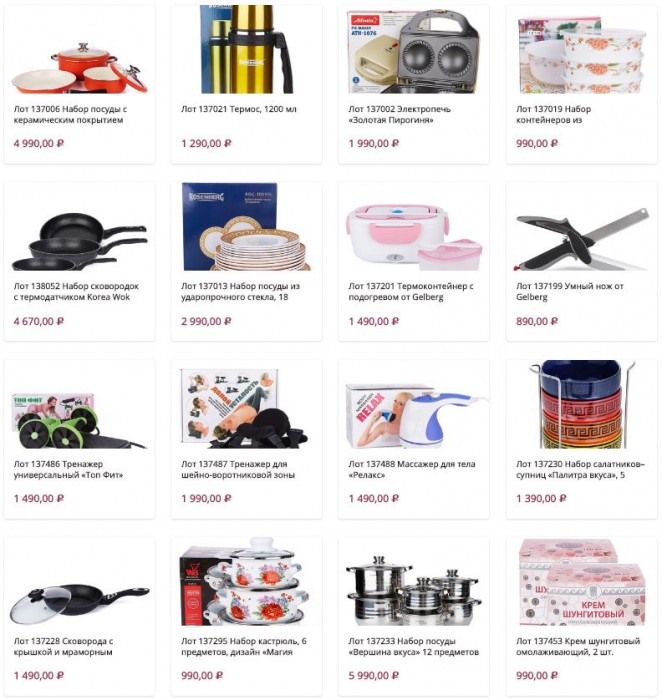 Atlanta
PIE MAKER
ATH-1876
Лот 137006 Набор посуды с
керамическим покрытием
4 990,00 ₽
Лот 137021 Термос, 1200 мл
1 290,00 ₽
Лот 137002 Электропечь
«Золотая Пирогиня»
1 990,00 ₽
Лот 137019 Набор
контейнеров из
990,00 ₽
ROSENBERG
Лот 138052 Набор сковородок
с термодатчиком Korea Wok
4 670,00 ₽
Лот 137013 Набор посуды из
ударопрочного стекла, 18
2 990,00 ₽
Лот 137201 Термоконтейнер с
подогревом от Gelberg
1 490,00 ₽
Лот 137199 Умный нож от
Gelberg
890,00 ₽
ТОП ФИТ
ДОЛОЙ
УСТАЛОСТЬ
RELAX
Лот 137486 Тренажер
универсальный «Топ Фит»
1 490,00 ₽
Лот 137487 Тренажер для
шейно-воротниковой зоны
1 990,00 ₽
Лот 137488 Массажер для тела
«Релакс»
1 490,00 ₽
Лот 137230 Набор салатников–
супниц «Палитра вкуса», 5
1 390,00 ₽
КРЕМ
ШУНГИТОВЫЙ
Лот 137228 Сковорода с
крышкой и мраморным
1 490,00 ₽
Лот 137295 Набор кастрюль, 6
предметов, дизайн «Магия
990,00 ₽
Лот 137233 Набор посуды
«Вершина вкуса» 12 предметов
5 990,00 ₽
Лот 137453 Крем шунгитовый
омолаживающий, 2 шт.
990,00 ₽